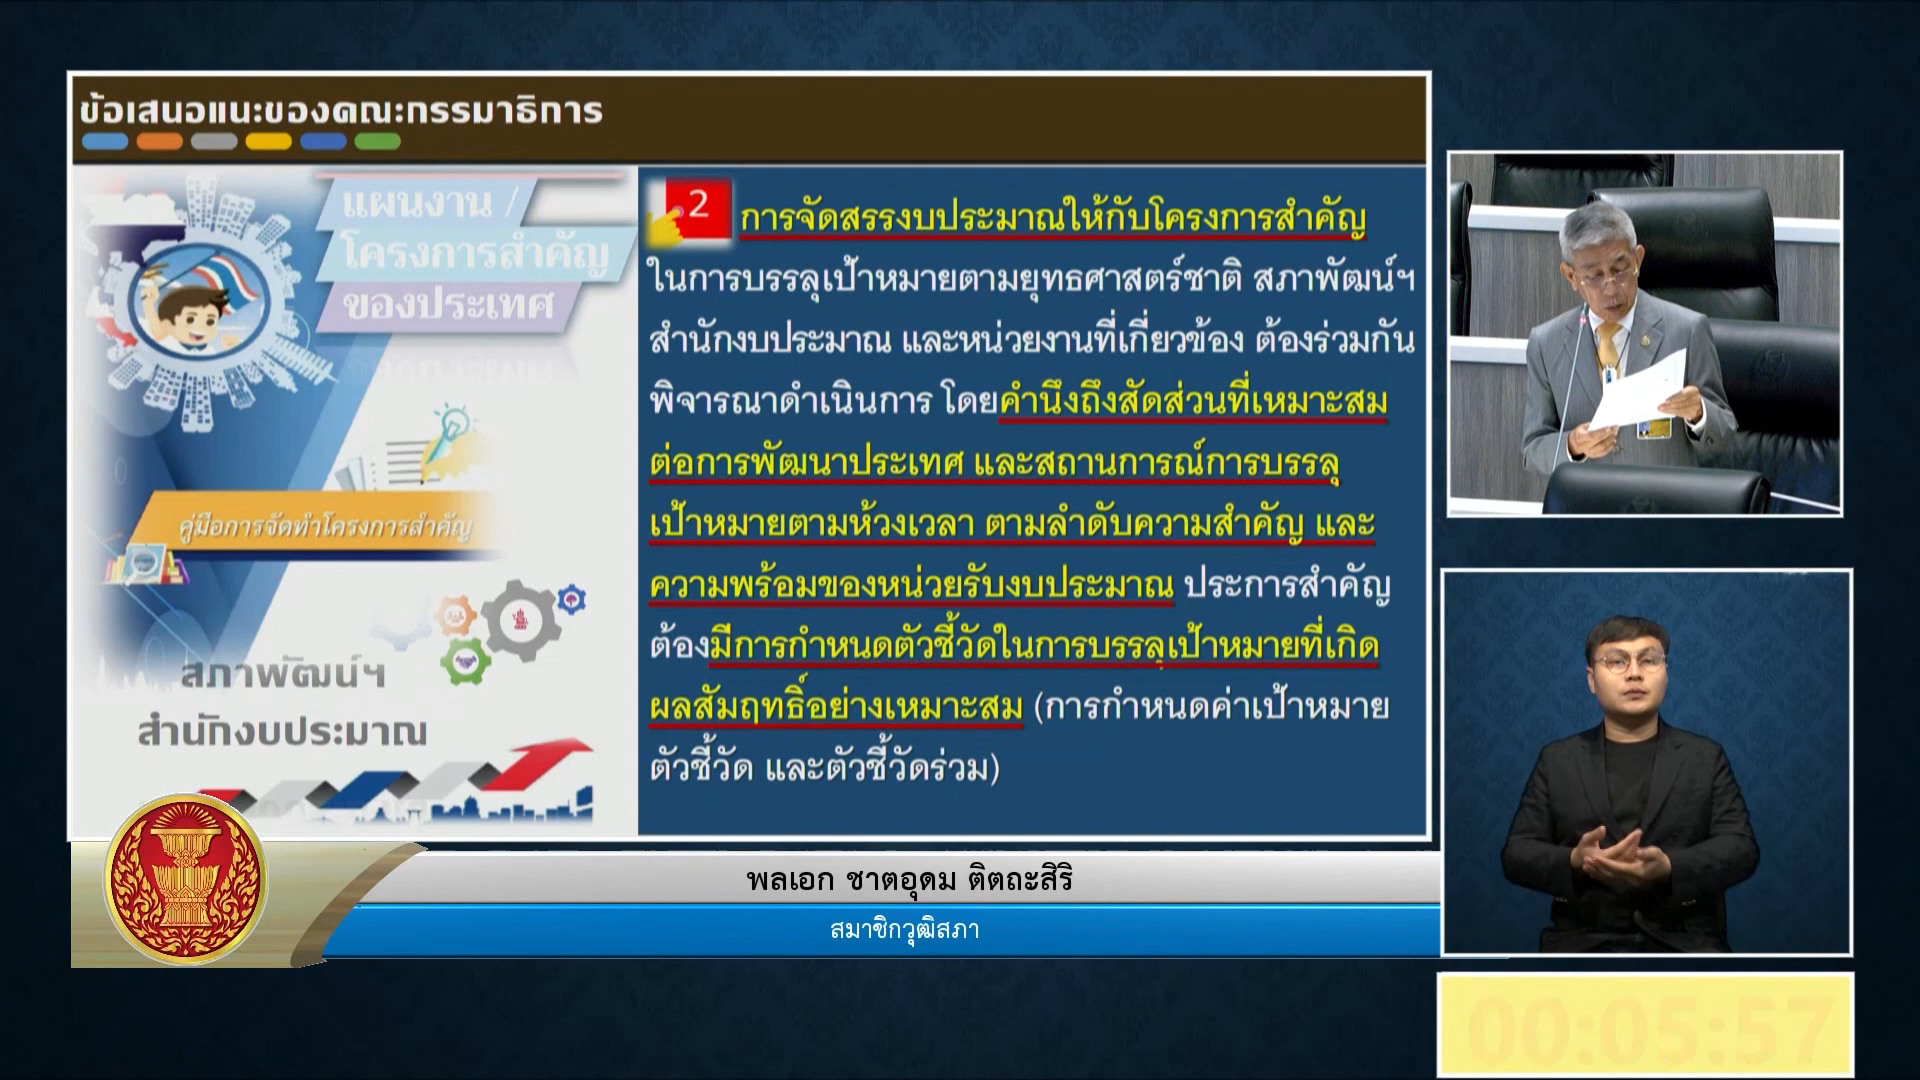 ข้อเสนอแนะของคณะกรรมาธิการ
แผนงาน /
โครงการสำคัญ
ของประเทศ
คู่มือการจัดทำโครงการสำคัญ
สภาพัฒน์ฯ
สำนักงบประมาณ
2 การจัดสรรงบประมาณให้กับโครงการสำคัญ
ในการบรรลุเป้าหมายตามยุทธศาสตร์ชาติ สภาพัฒน์ฯ
สำนักงบประมาณ และหน่วยงานที่เกี่ยวข้อง ต้องร่วมกัน
พิจารณาดำเนินการ โดยคำนึงถึงสัดส่วนที่เหมาะสม
ต่อการพัฒนาประเทศ และสถานการณ์การบรรลุ
เป้าหมายตามห้วงเวลา ตามลำดับความสำคัญ และ
ความพร้อมของหน่วยรับงบประมาณ ประการสำคัญ
ต้องมีการกำหนดตัวชี้วัดในการบรรลุเป้าหมายที่เกิด
ผลสัมฤทธิ์อย่างเหมาะสม (การกำหนดค่าเป้าหมาย
ตัวชี้วัด และตัวชี้วัดร่วม)
พลเอก ชาตอุดม ติตถะสิริ
สมาชิกวุฒิสภา
00:05:57